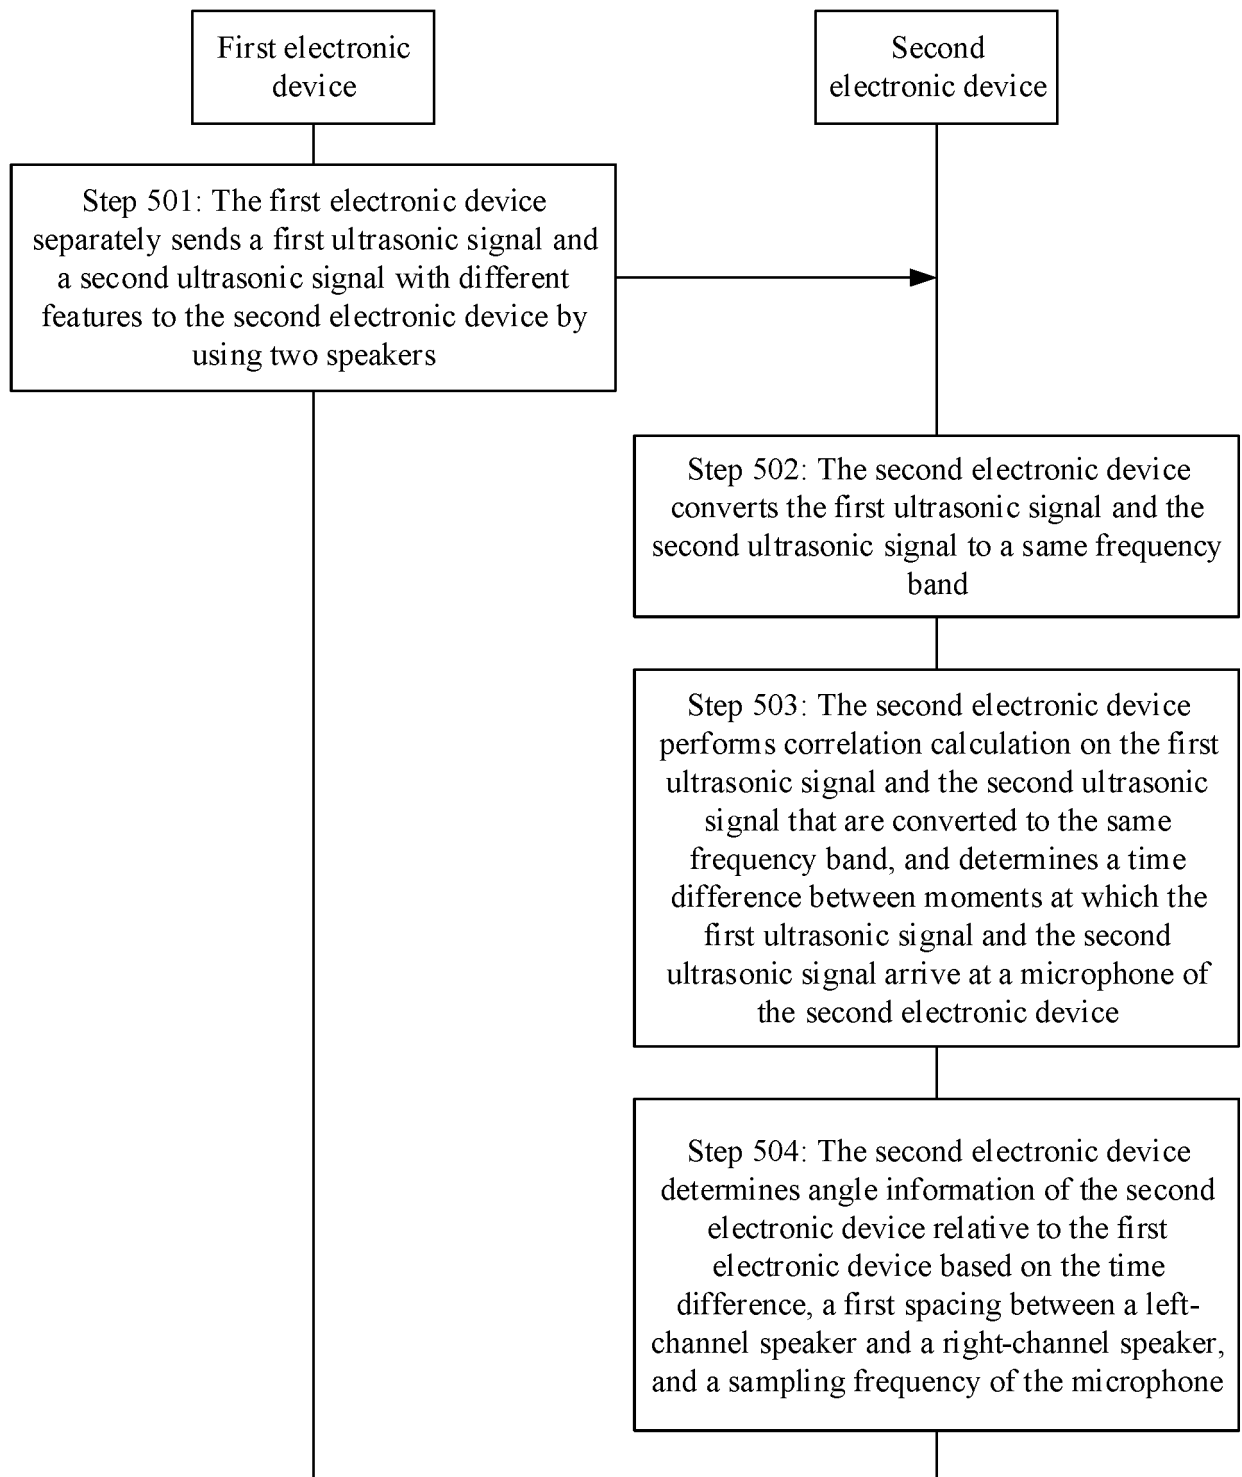 First electronic
device
Second
electronic device
Step 501: The first electronic device
separately sends a first ultrasonic signal and
a second ultrasonic signal with different
features to the second electronic device by
using two speakers
Step 502: The second electronic device
converts the first ultrasonic signal and the
second ultrasonic signal to a same frequency
band
Step 503: The second electronic device
performs correlation calculation on the first
ultrasonic signal and the second ultrasonic
signal that are converted to the same
frequency band, and determines a time
difference between moments at which the
first ultrasonic signal and the second
ultrasonic signal arrive at a microphone of
the second electronic device
Step 504: The second electronic device
determines angle information of the second
electronic device relative to the first
electronic device based on the time
difference, a first spacing between a left-
channel speaker and a right-channel speaker,
and a sampling frequency of the microphone